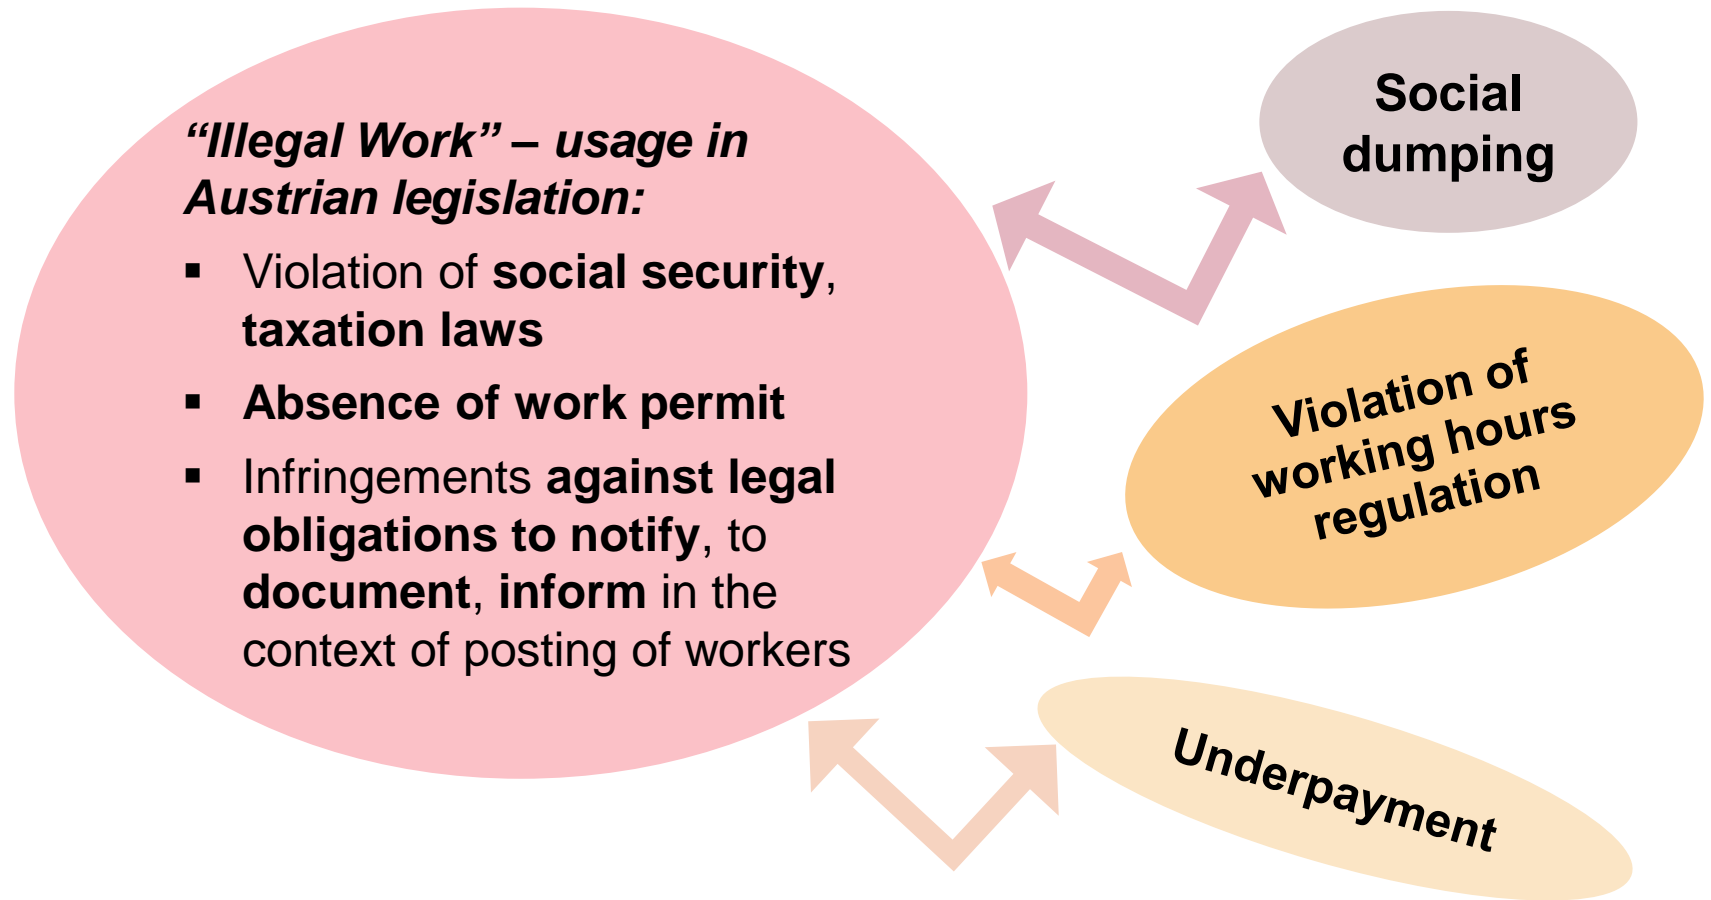 “Illegal Work” – usage in
Austrian legislation:
▪ Violation of social security,
taxation laws
▪ Absence of work permit
▪ Infringements against legal
obligations to notify, to
document, inform in the
context of posting of workers
Social
dumping
Violation of
working hours
regulation
Underpayment